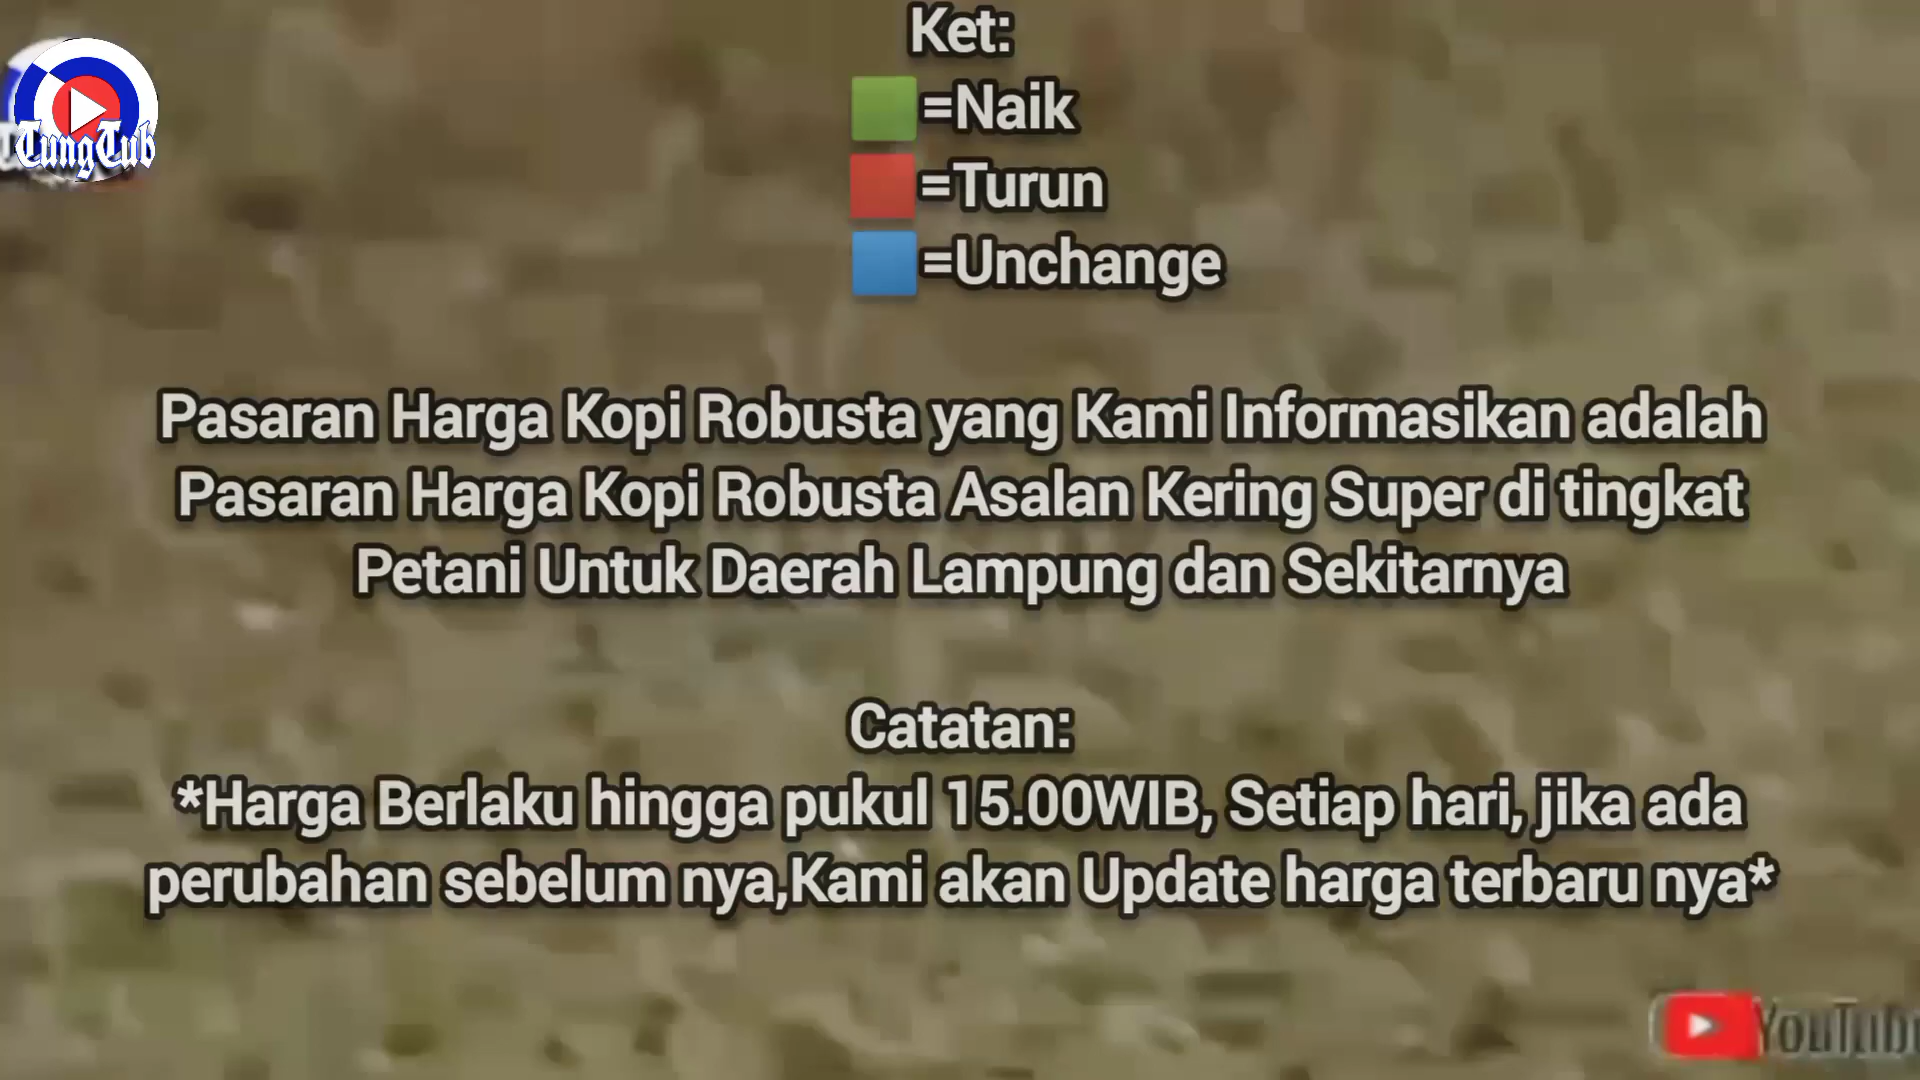 Ket:
🟩=Naik
🟥=Turun
🟦=Unchange
Pasaran Harga Kopi Robusta yang Kami Informasikan adalah
Pasaran Harga Kopi Robusta Asalan Kering Super di tingkat
Petani Untuk Daerah Lampung dan Sekitarnya
Catatan:
*Harga Berlaku hingga pukul 15.00WIB, Setiap hari, jika ada
perubahan sebelum nya,Kami akan Update harga terbaru nya*
TungTub
YouTube